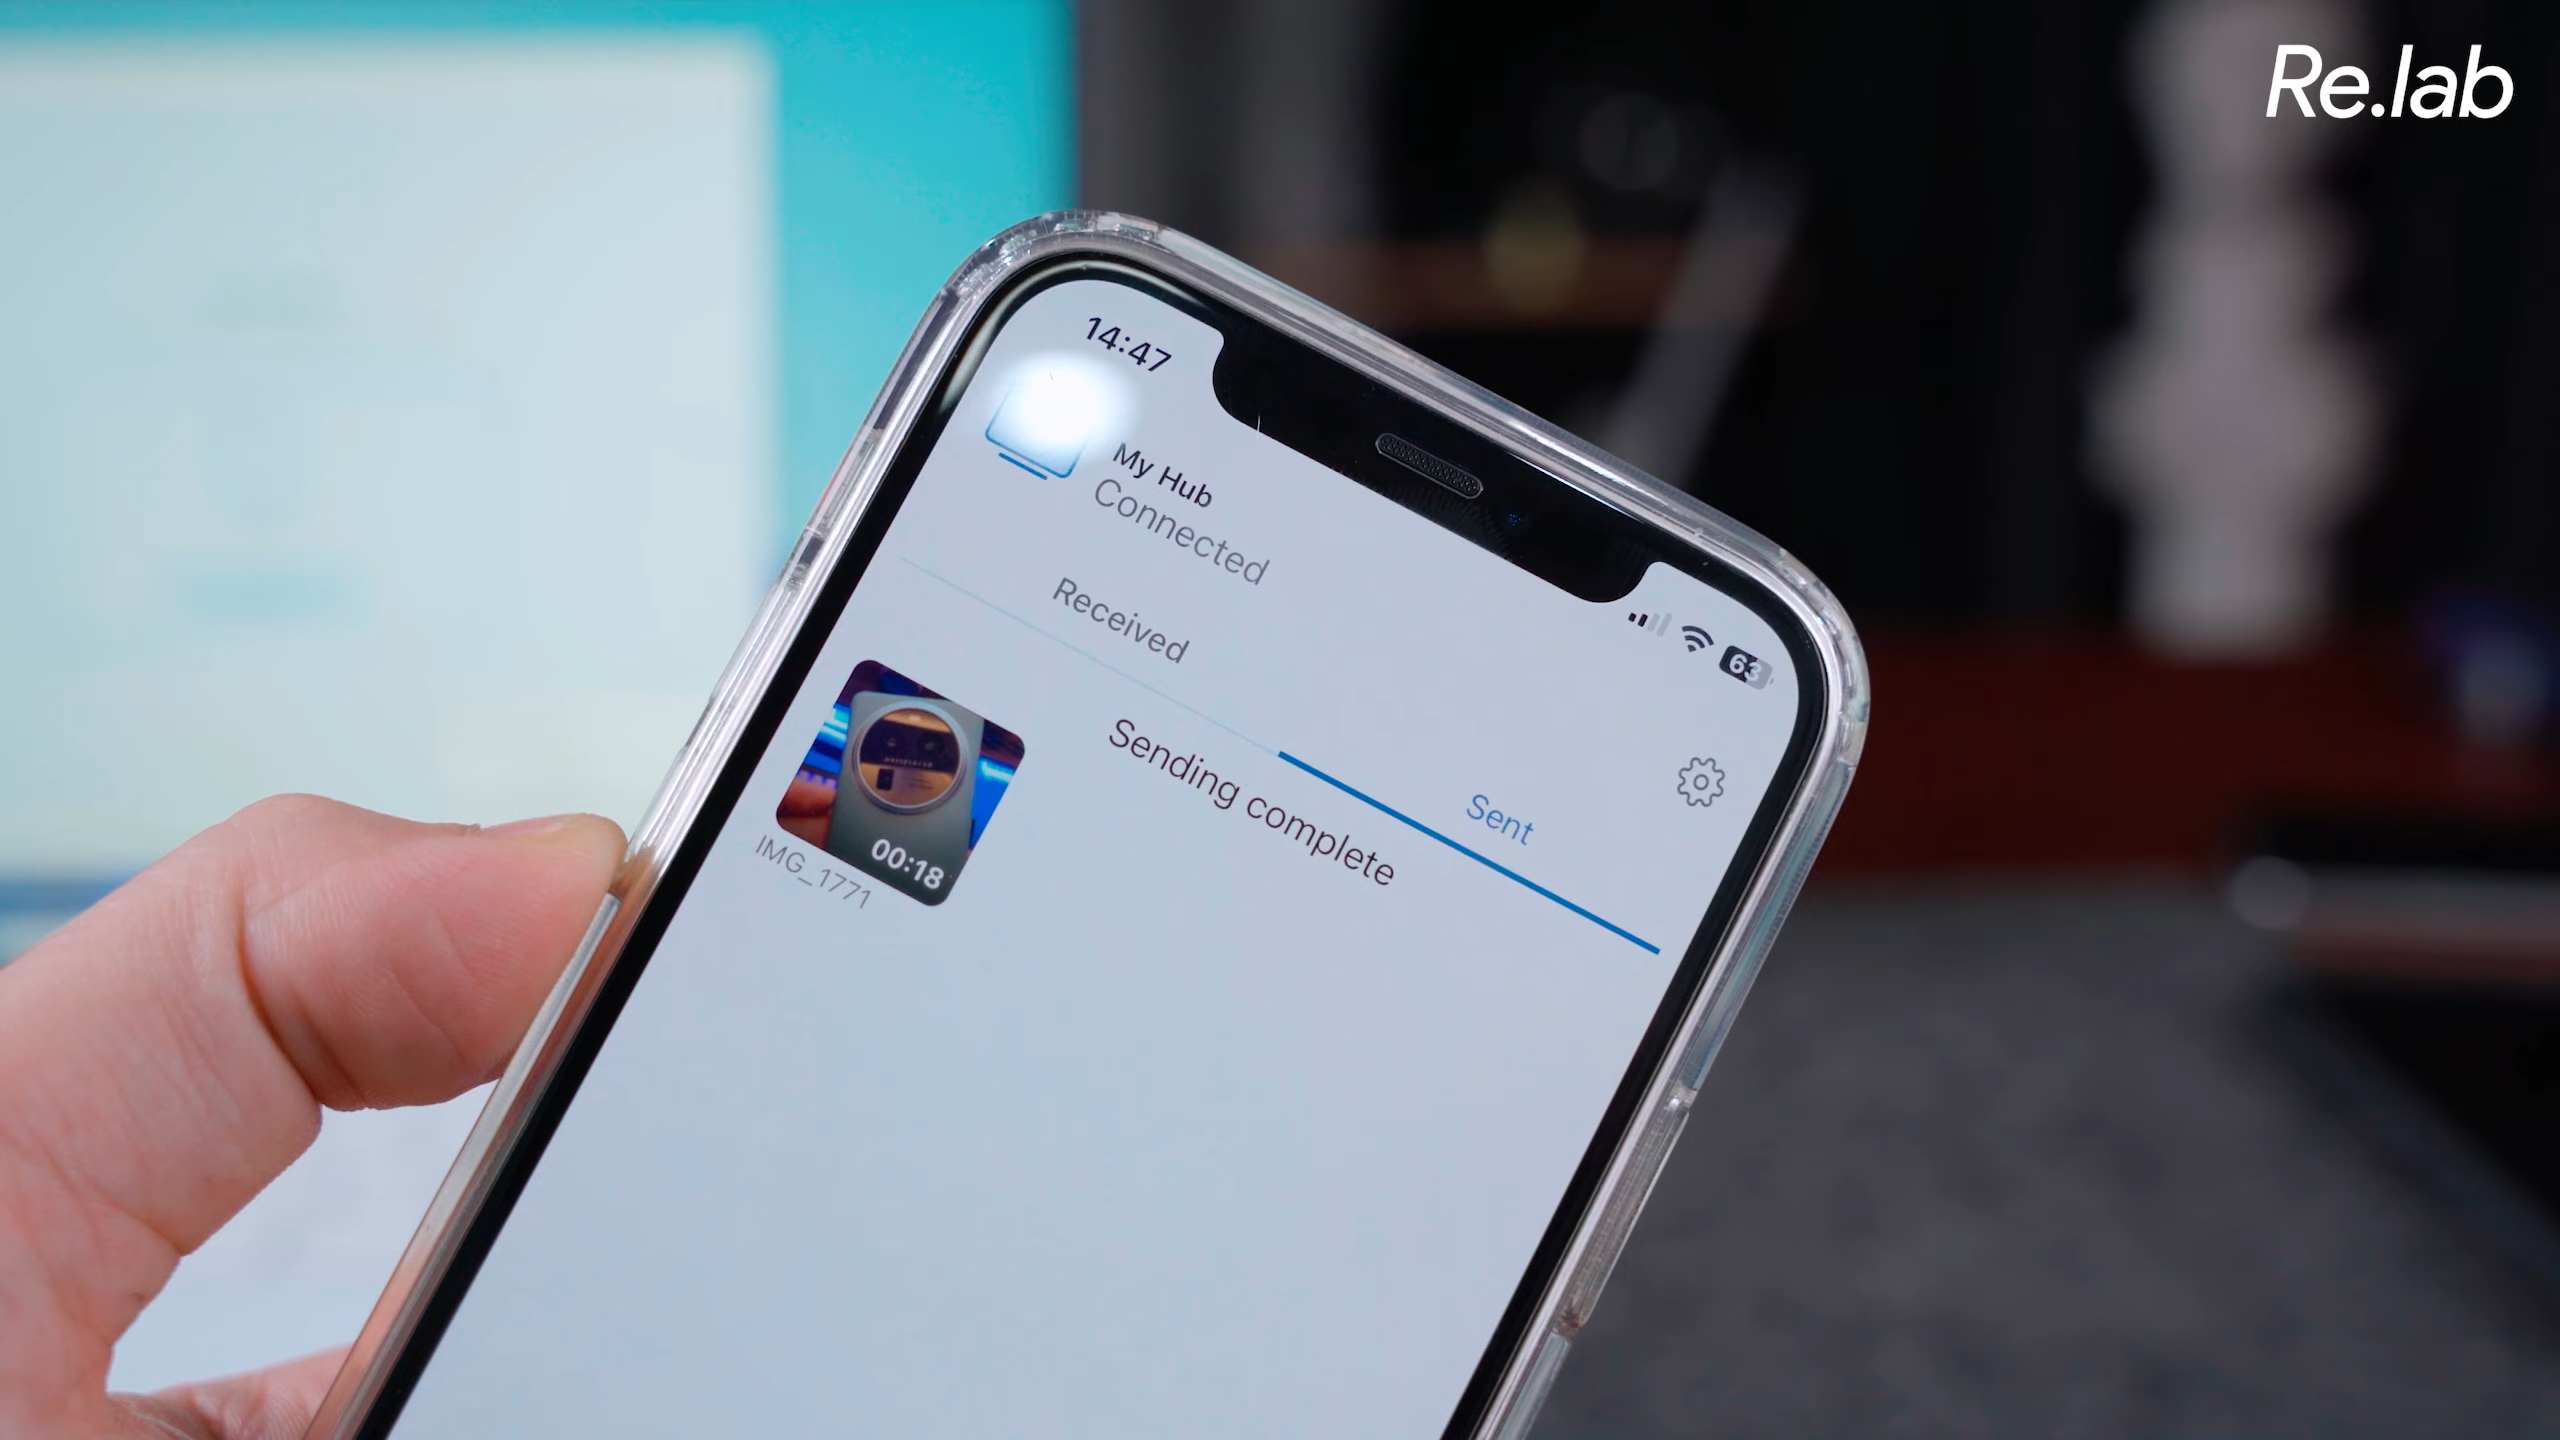 Re.lab
14:47
63
My Hub
Connected
Received
Sent
Sending complete
00:18
IMG_1771